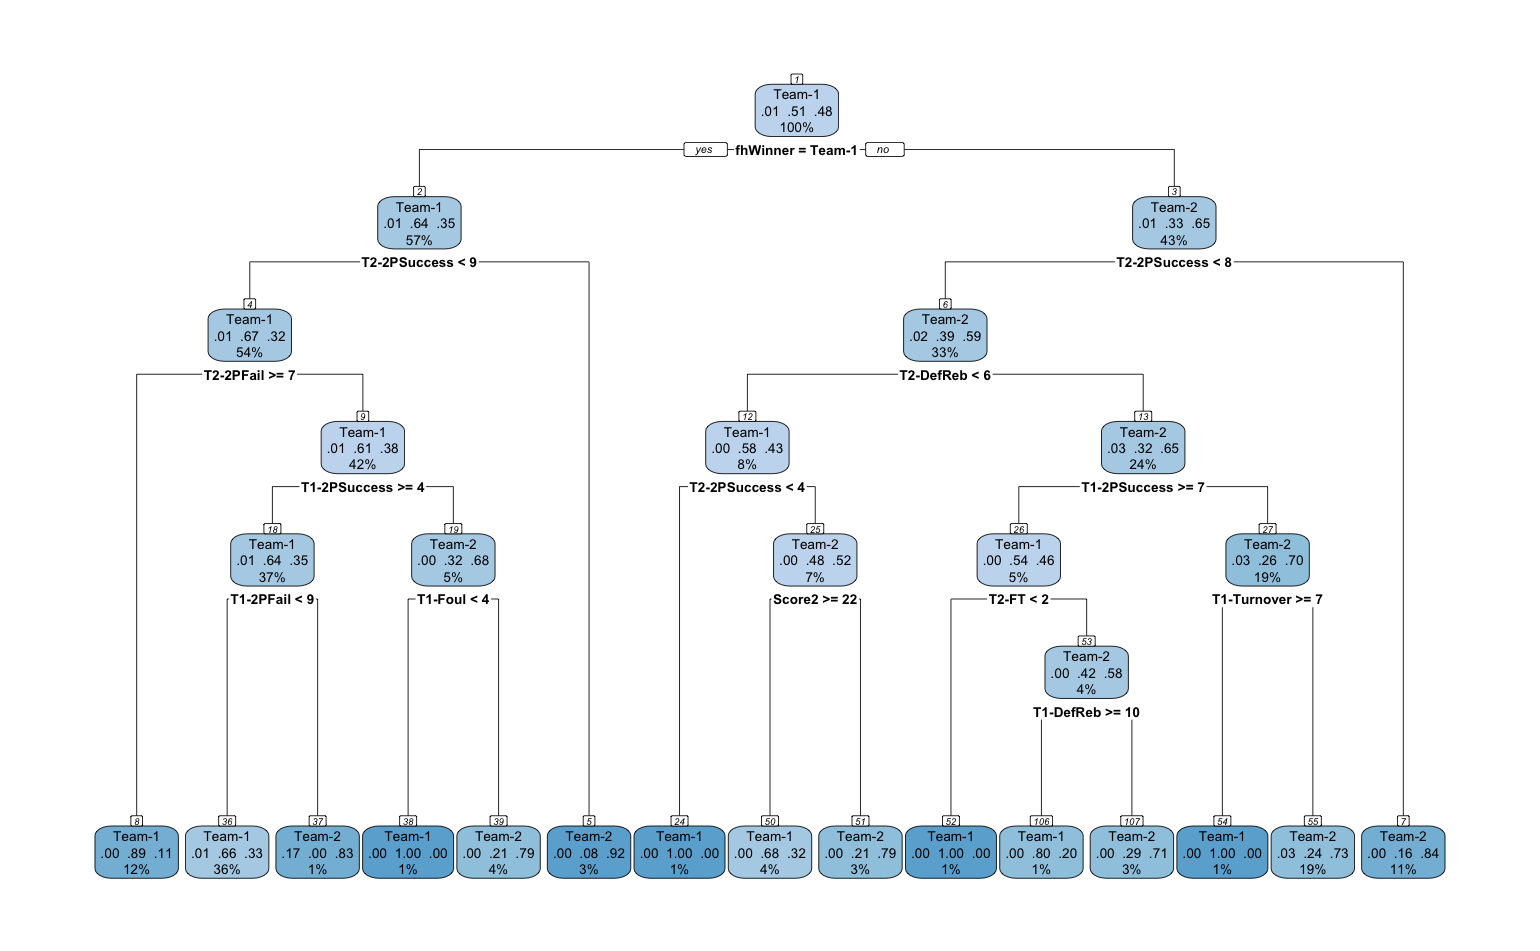 1
Team-1
.01 .51 .48
100%
yes fhWinner = Team-1 no
2
Team-1
.01 .64 .35
57%
3
Team-2
.01 .33 .65
43%
T2-2PSuccess < 9
T2-2PSuccess < 8
4
Team-1
.01 .67 .32
54%
6
Team-2
.02 .39 .59
33%
T2-2PFail >= 7
T2-DefReb < 6
9
Team-1
.01 .61 .38
42%
12
Team-1
.00 .58 .43
8%
13
Team-2
.03 .32 .65
24%
T1-2PSuccess >= 4
T2-2PSuccess < 4
T1-2PSuccess >= 7
18
Team-1
.01 .64 .35
37%
19
Team-2
.00 .32 .68
5%
25
Team-2
.00 .48 .52
7%
26
Team-1
.00 .54 .46
5%
27
Team-2
.03 .26 .70
19%
T1-2PFail < 9
T1-Foul < 4
Score2 >= 22
T2-FT < 2
T1-Turnover >= 7
53
Team-2
.00 .42 .58
4%
T1-DefReb >= 10
8
Team-1
.00 .89 .11
12%
36
Team-1
.01 .66 .33
36%
37
Team-2
.17 .00 .83
1%
38
Team-1
.00 1.00 .00
1%
39
Team-2
.00 .21 .79
4%
5
Team-2
.00 .08 .92
3%
24
Team-1
.00 1.00 .00
1%
50
Team-1
.00 .68 .32
4%
51
Team-2
.00 .21 .79
3%
52
Team-1
.00 1.00 .00
1%
106
Team-1
.00 .80 .20
1%
107
Team-2
.00 .29 .71
3%
54
Team-1
.00 1.00 .00
1%
55
Team-2
.03 .24 .73
19%
7
Team-2
.00 .16 .84
11%